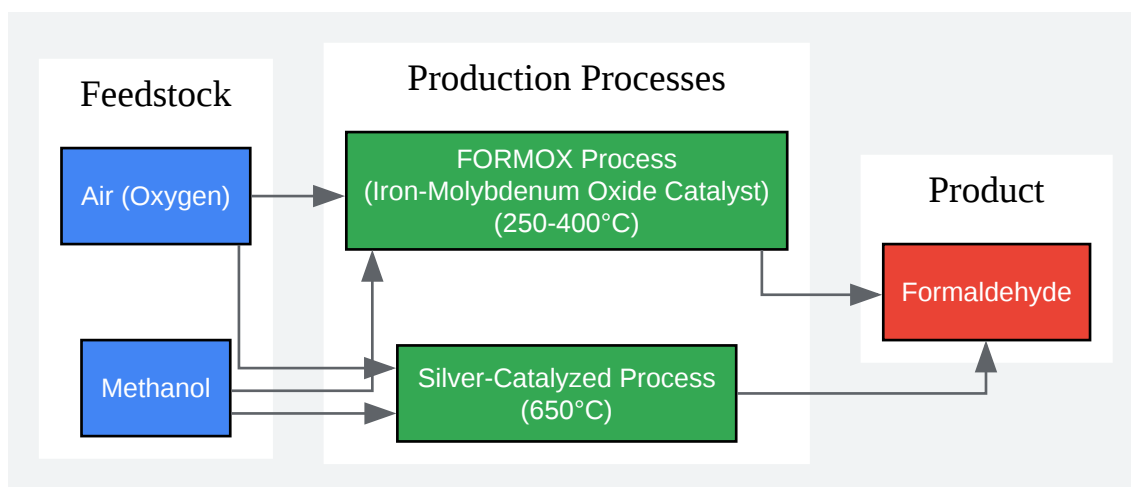 Feedstock
Air (Oxygen)
Methanol
Production Processes
FORMOX Process
(Iron-Molybdenum Oxide Catalyst)
(250-400°C)
Silver-Catalyzed Process
(650°C)
Product
Formaldehyde